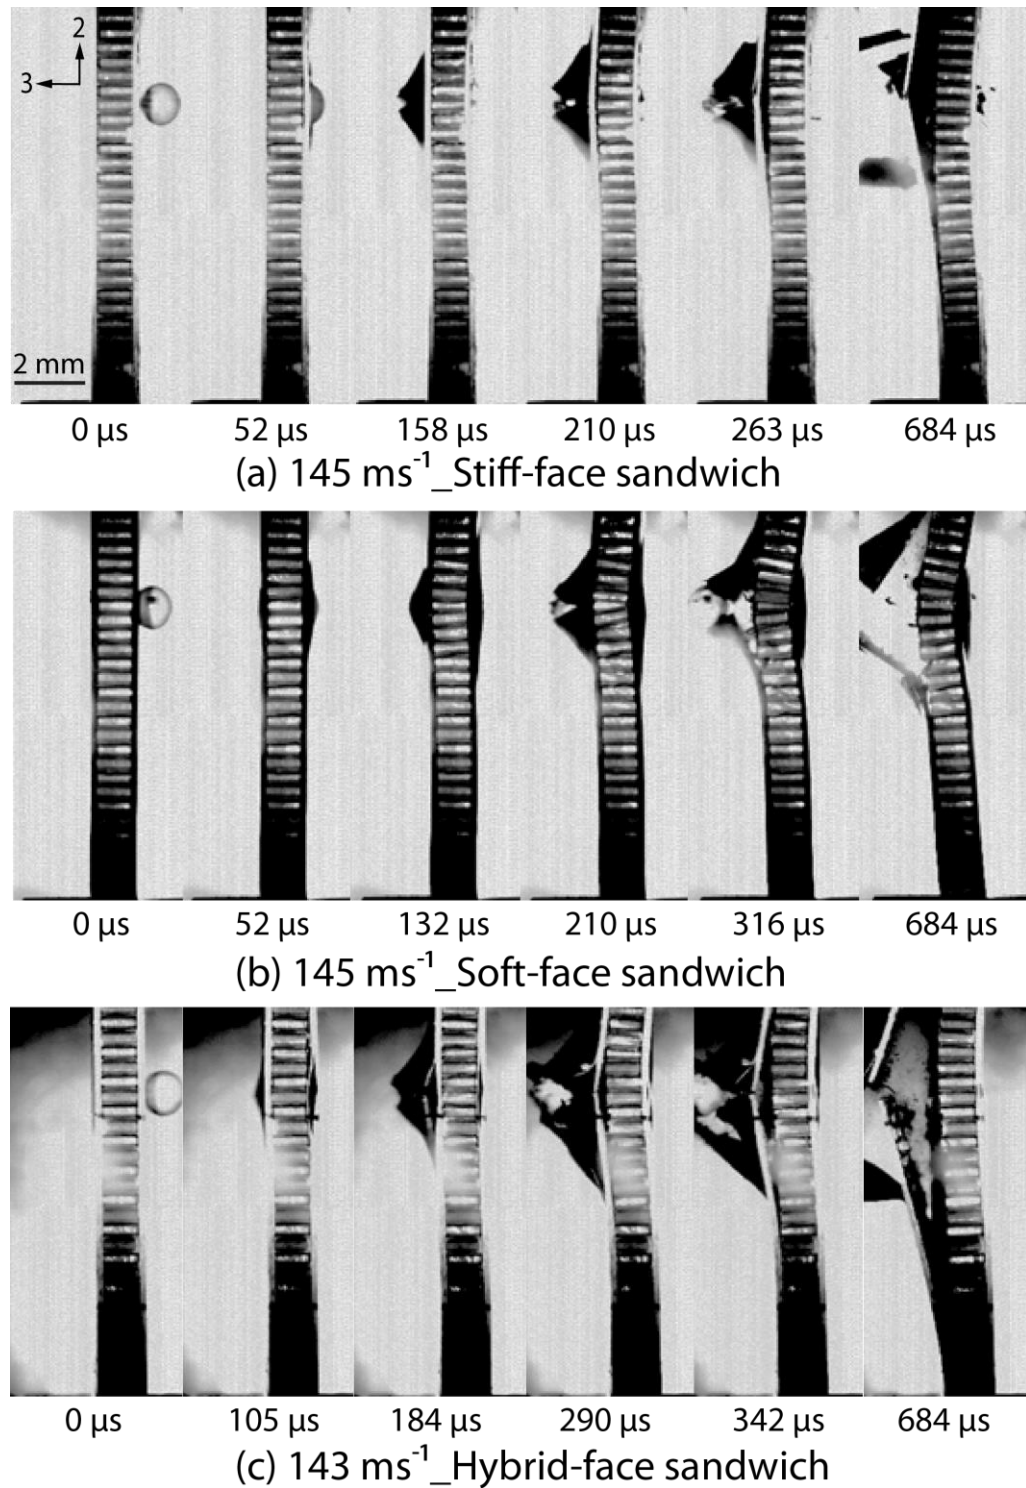 2
3
2 mm
0 µs 52 µs 158 µs 210 µs 263 µs 684 µs
(a) 145 ms⁻¹_Stiff-face sandwich
0 µs 52 µs 132 µs 210 µs 316 µs 684 µs
(b) 145 ms⁻¹_Soft-face sandwich
0 µs 105 µs 184 µs 290 µs 342 µs 684 µs
(c) 143 ms⁻¹_Hybrid-face sandwich